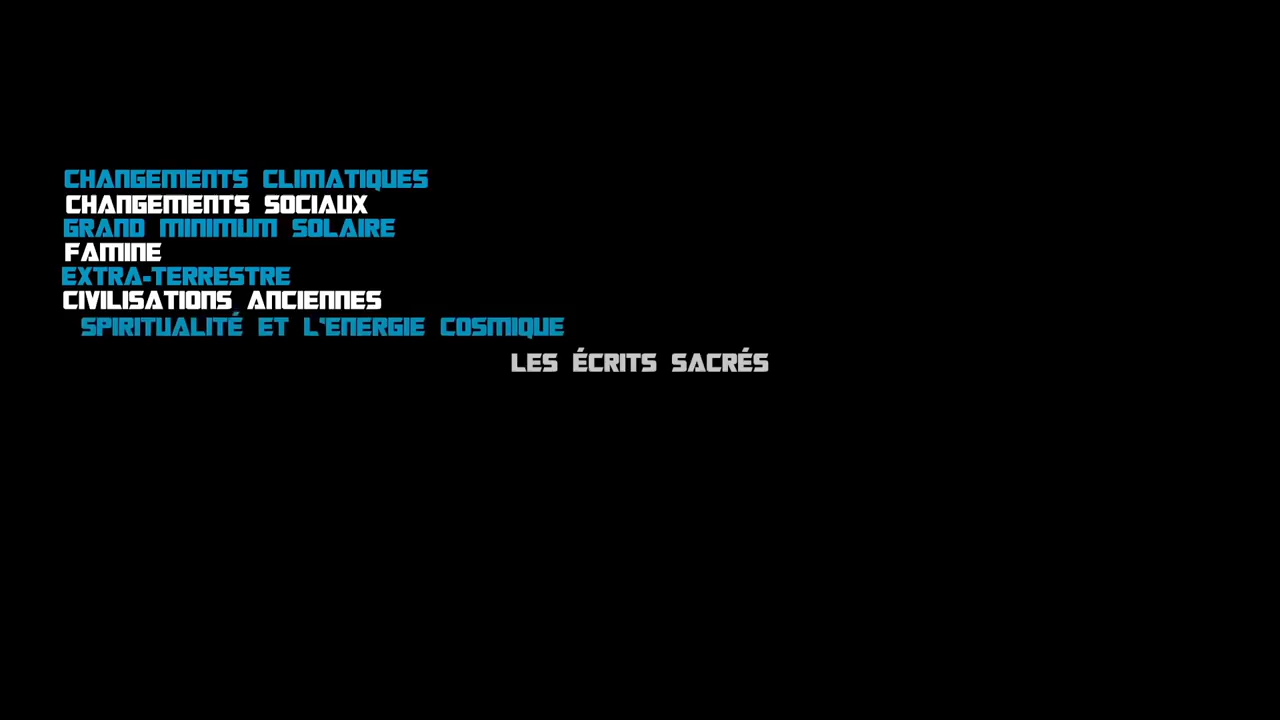 CHANGEMENTS CLIMATIQUES
CHANGEMENTS SOCIAUX
GRAND MINIMUM SOLAIRE
FAMINE
EXTRA-TERRESTRE
CIVILISATIONS ANCIENNES
SPIRITUALITÉ ET L'ENERGIE COSMIQUE
LES ÉCRITS SACRÉS